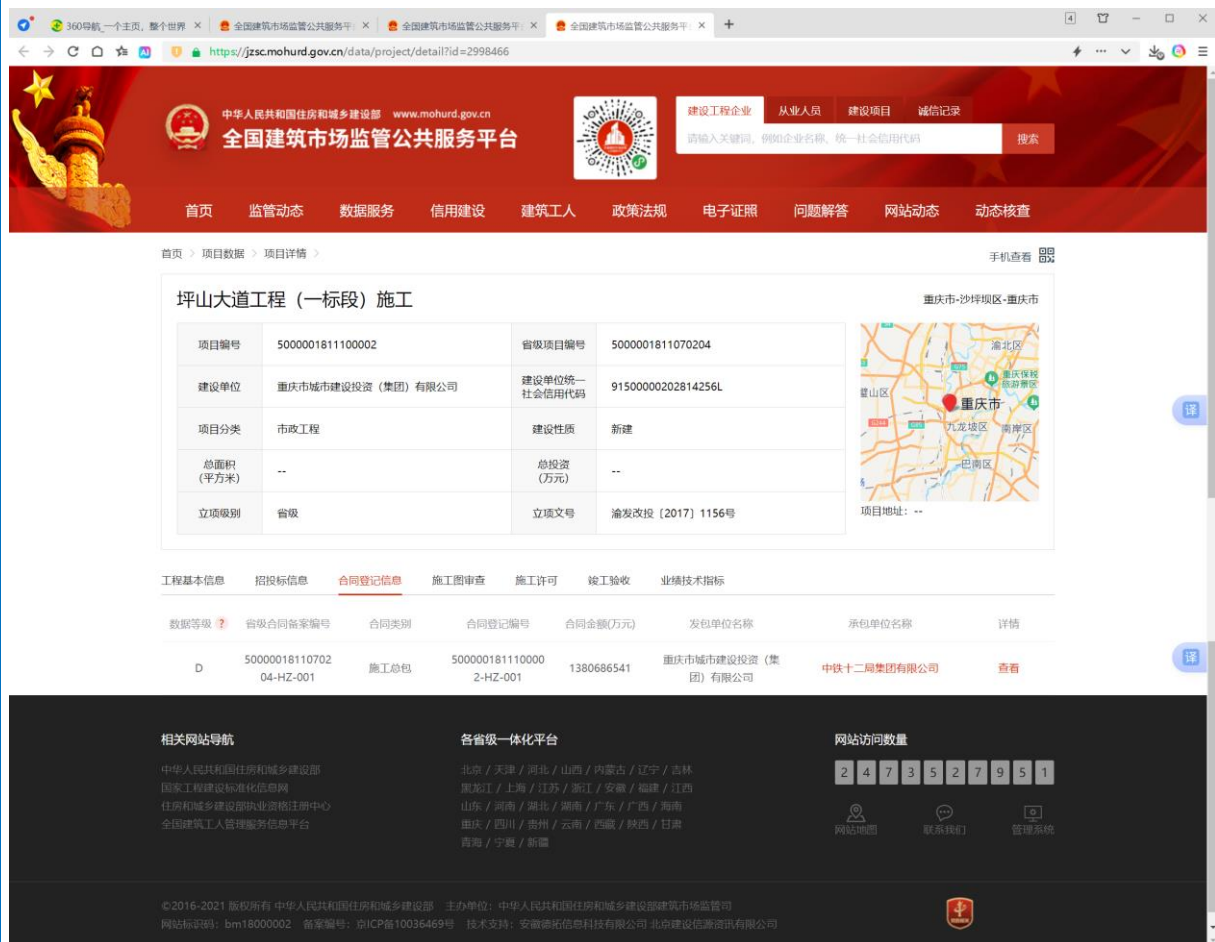 360导航_一个主页，整个世界 × 全国建筑市场监管公共服务平 × 全国建筑市场监管公共服务平 × 全国建筑市场监管公共服务平 × + 4
https://jzsc.mohurd.gov.cn/data/project/detail?id=2998466
中华人民共和国住房和城乡建设部 www.mohurd.gov.cn
全国建筑市场监管公共服务平台
建设工程企业 从业人员 建设项目 诚信记录
请输入关键词，例如企业名称、统一社会信用代码 搜索
首页 监管动态 数据服务 信用建设 建筑工人 政策法规 电子证照 问题解答 网站动态 动态核查
首页 > 项目数据 > 项目详情 >
手机查看
坪山大道工程（一标段）施工
重庆市-沙坪坝区-重庆市
项目编号 5000001811100002 省级项目编号 5000001811070204
建设单位 重庆市城市建设投资（集团）有限公司 建设单位统一
社会信用代码 91500000202814256L
项目分类 市政工程 建设性质 新建
总面积
(平方米) -- 总投资
(万元) --
立项级别 省级 立项文号 渝发改投〔2017〕1156号
渝北区
重庆保税
旅游景区
璧山区
重庆市
九龙坡区 南岸区
巴南区
项目地址： --
工程基本信息 招投标信息 合同登记信息 施工图审查 施工许可 竣工验收 业绩技术指标
数据等级 ? 省级合同备案编号 合同类别 合同登记编号 合同金额(万元) 发包单位名称 承包单位名称 详情
D 50000018110702
04-HZ-001 施工总包 500000181110000
2-HZ-001 1380686541 重庆市城市建设投资（集
团）有限公司 中铁十二局集团有限公司 查看
译
译
相关网站导航
中华人民共和国住房和城乡建设部
国家工程建设标准化信息网
住房和城乡建设部执业资格注册中心
全国建筑工人管理服务信息平台
各省级一体化平台
北京 / 天津 / 河北 / 山西 / 内蒙古 / 辽宁 / 吉林
黑龙江 / 上海 / 江苏 / 浙江 / 安徽 / 福建 / 江西
山东 / 河南 / 湖北 / 湖南 / 广东 / 广西 / 海南
重庆 / 四川 / 贵州 / 云南 / 西藏 / 陕西 / 甘肃
青海 / 宁夏 / 新疆
网站访问数量
2 4 7 3 5 2 7 9 5 1
网站地图 联系我们 管理系统
©2016-2021 版权所有 中华人民共和国住房和城乡建设部 主办单位：中华人民共和国住房和城乡建设部建筑市场监管司
网站标识码：bm18000002 备案编号：京ICP备10036469号 技术支持：安徽德拓信息科技有限公司 北京建设信源资讯有限公司